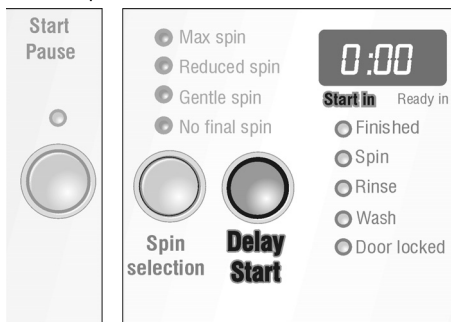 Start
Pause
Max spin
Reduced spin
Gentle spin
No final spin
0:00
Start in Ready in
Finished
Spin
Rinse
Wash
Door locked
Spin
selection
Delay
Start